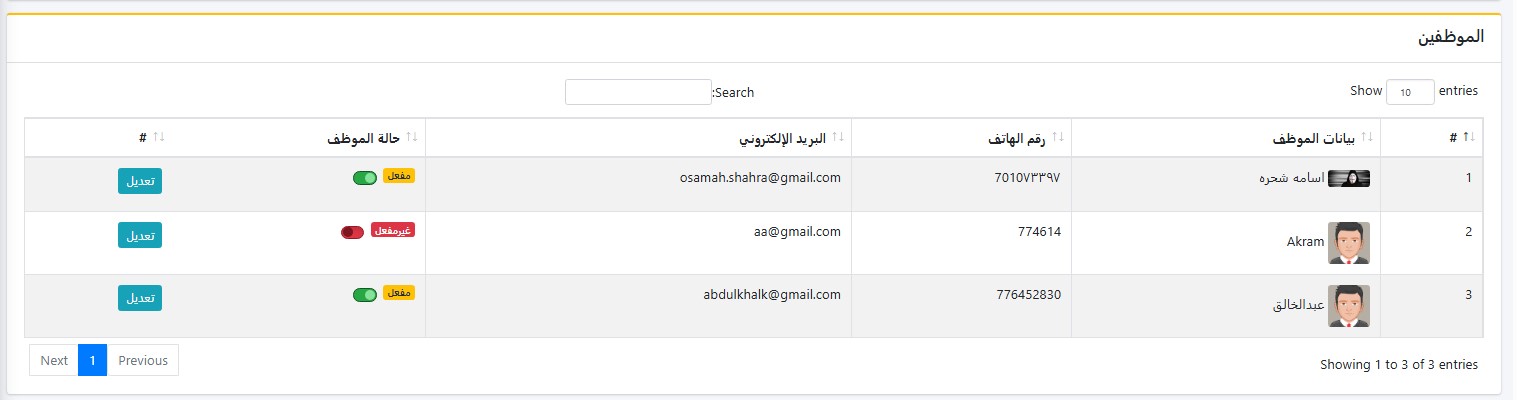 الموظفين
Show 10 entries
Search:
# بيانات الموظف رقم الهاتف البريد الإلكتروني حالة الموظف #
1 اسامه شحره 7010٧٣٣٩٧ osamah.shahra@gmail.com مفعل تعديل
2 Akram 774614 aa@gmail.com غيرمفعل تعديل
3 عبدالخالق 776452830 abdulkhalk@gmail.com مفعل تعديل
Showing 1 to 3 of 3 entries
Previous 1 Next